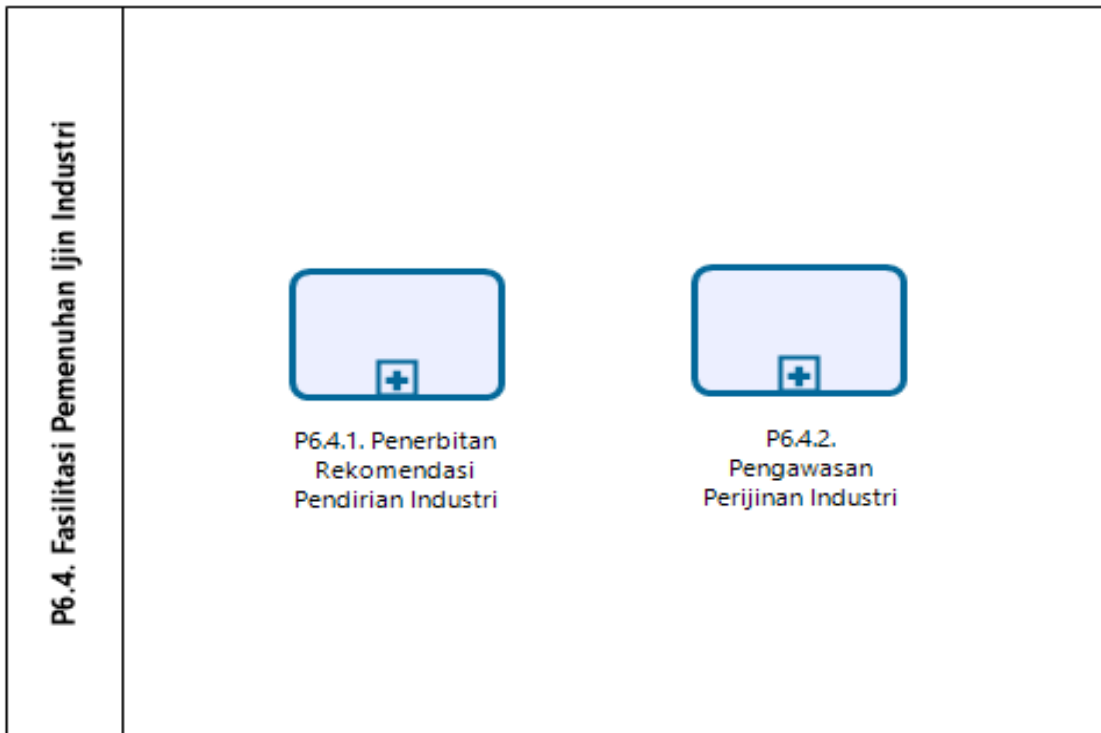 P6.4. Fasilitasi Pemenuhan Ijin Industri
P6.4.1. Penerbitan
Rekomendasi
Pendirian Industri
P6.4.2.
Pengawasan
Perijinan Industri